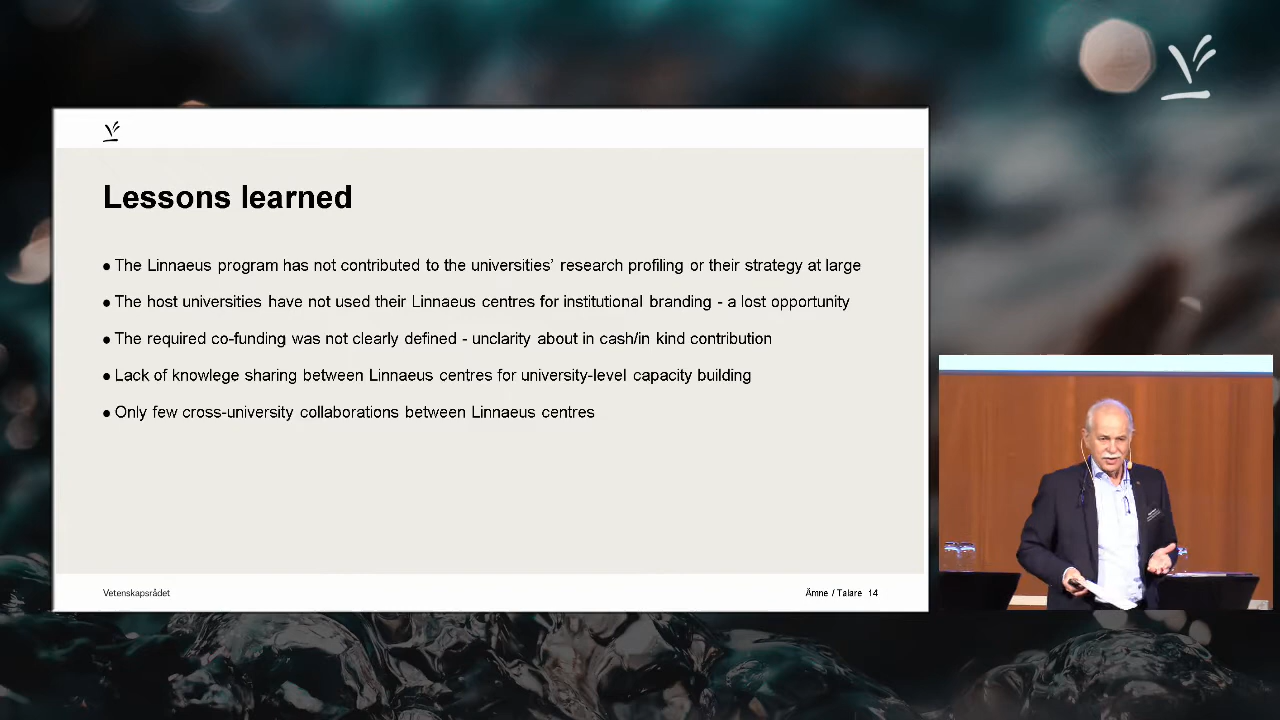 Lessons learned
● The Linnaeus program has not contributed to the universities’ research profiling or their strategy at large
● The host universities have not used their Linnaeus centres for institutional branding - a lost opportunity
● The required co-funding was not clearly defined - unclarity about in cash/in kind contribution
● Lack of knowlege sharing between Linnaeus centres for university-level capacity building
● Only few cross-university collaborations between Linnaeus centres
Vetenskapsrådet
Ämne / Talare 14